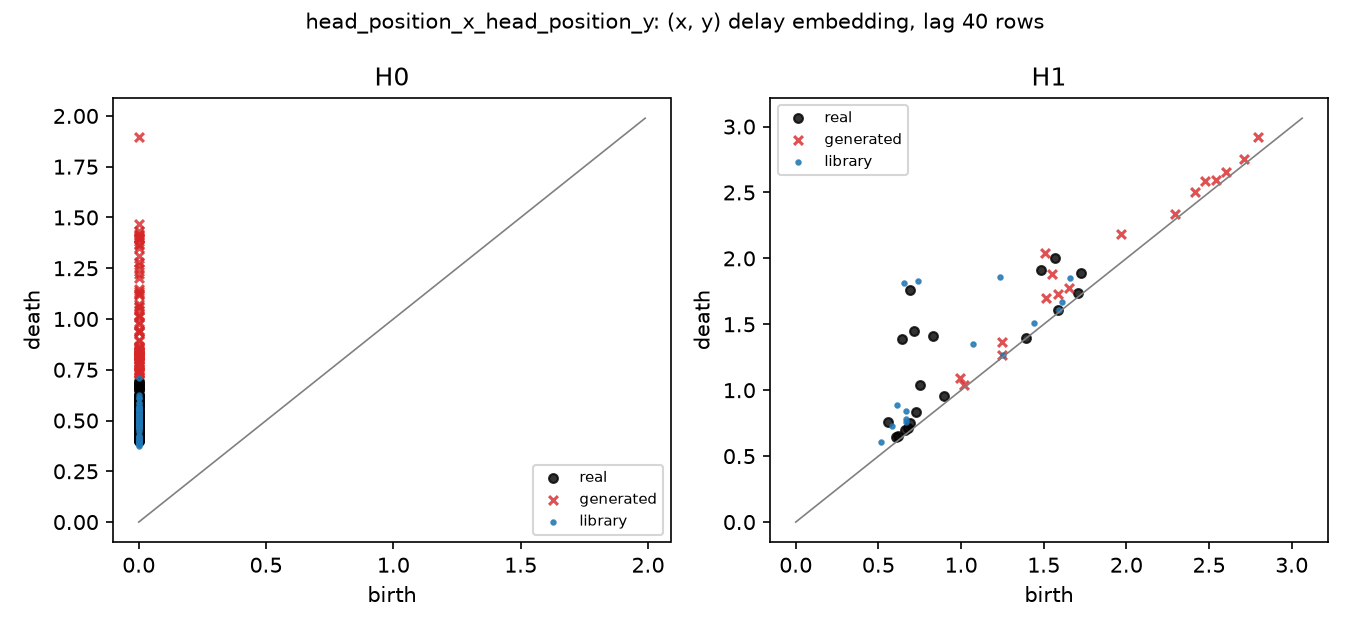 head_position_x_head_position_y: (x, y) delay embedding, lag 40 rows
H0
2.00
1.75
1.50
1.25
1.00
0.75
0.50
0.25
0.00
death
0.0
0.5
1.0
1.5
2.0
birth
real
generated
library
H1
3.0
2.5
2.0
1.5
1.0
0.5
0.0
death
0.0
0.5
1.0
1.5
2.0
2.5
3.0
birth
real
generated
library